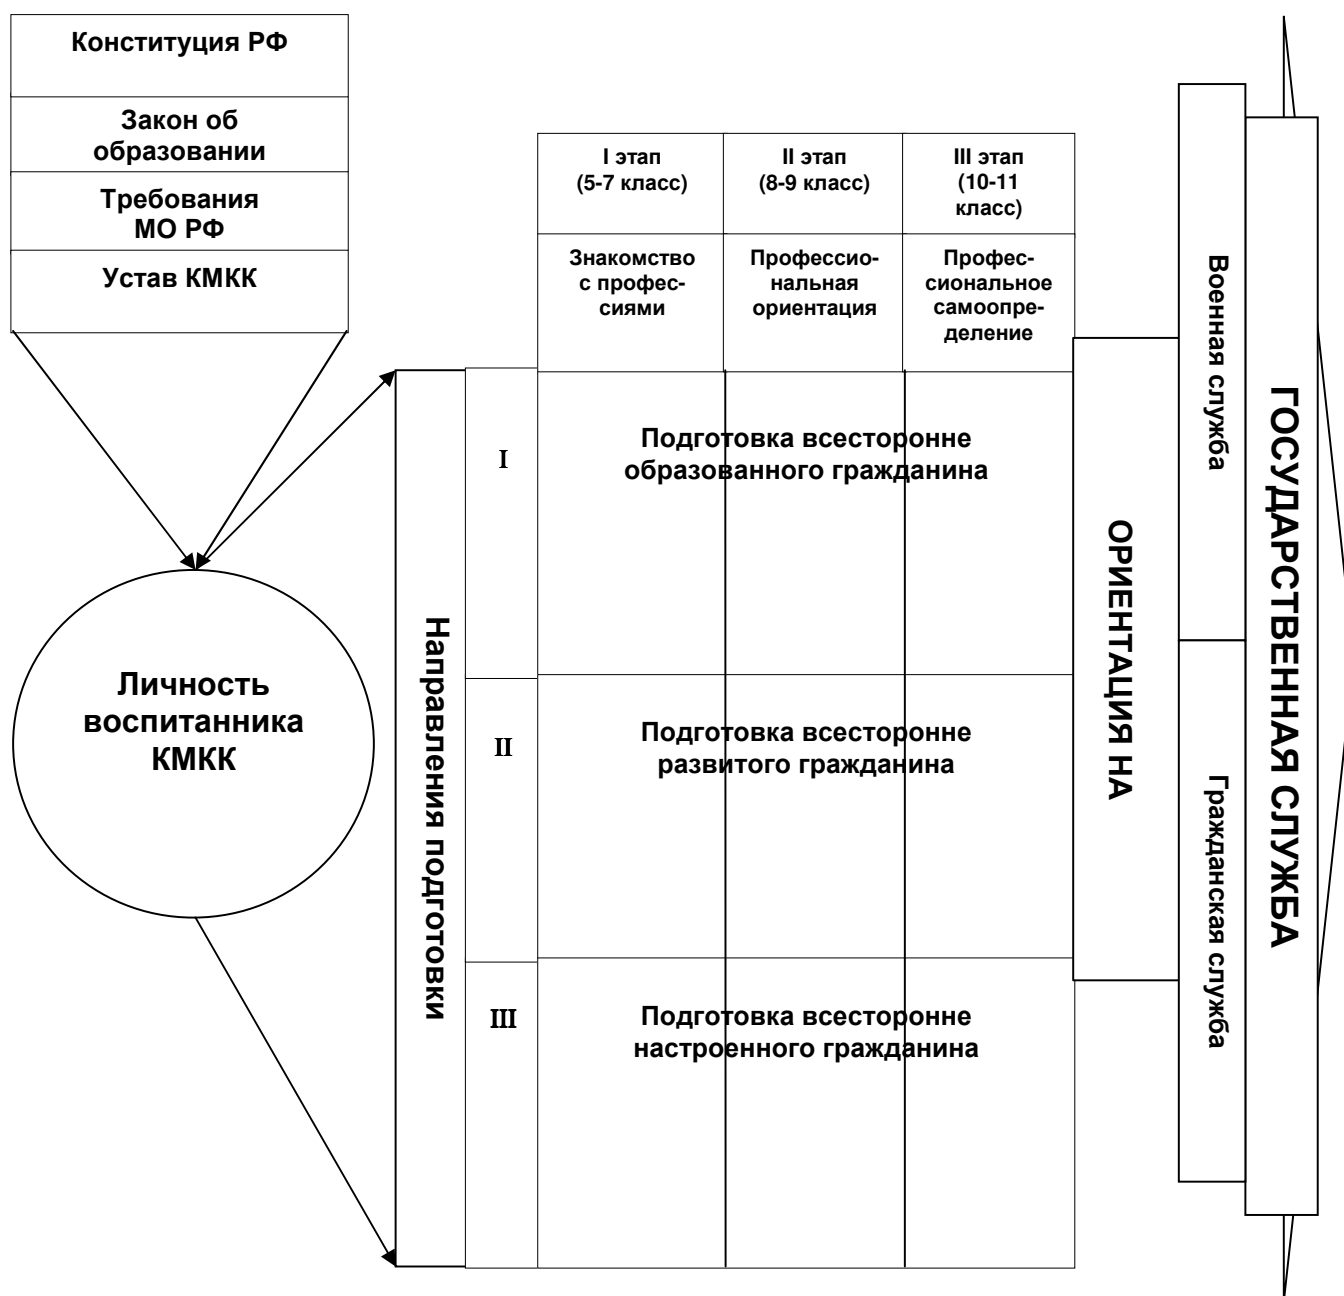 Конституция РФ
Закон об
образовании
Требования
МО РФ
Устав КМКК
Личность
воспитанника
КМКК
Направления подготовки
I этап
(5-7 класс)
II этап
(8-9 класс)
III этап
(10-11
класс)
Знакомство
с профес-
сиями
Профессио-
нальная
ориентация
Профес-
сиональное
самоопре-
деление
I
Подготовка всесторонне
образованного гражданина
II
Подготовка всесторонне
развитого гражданина
III
Подготовка всесторонне
настроенного гражданина
ОРИЕНТАЦИЯ НА
Военная служба
Гражданская служба
ГОСУДАРСТВЕННАЯ СЛУЖБА